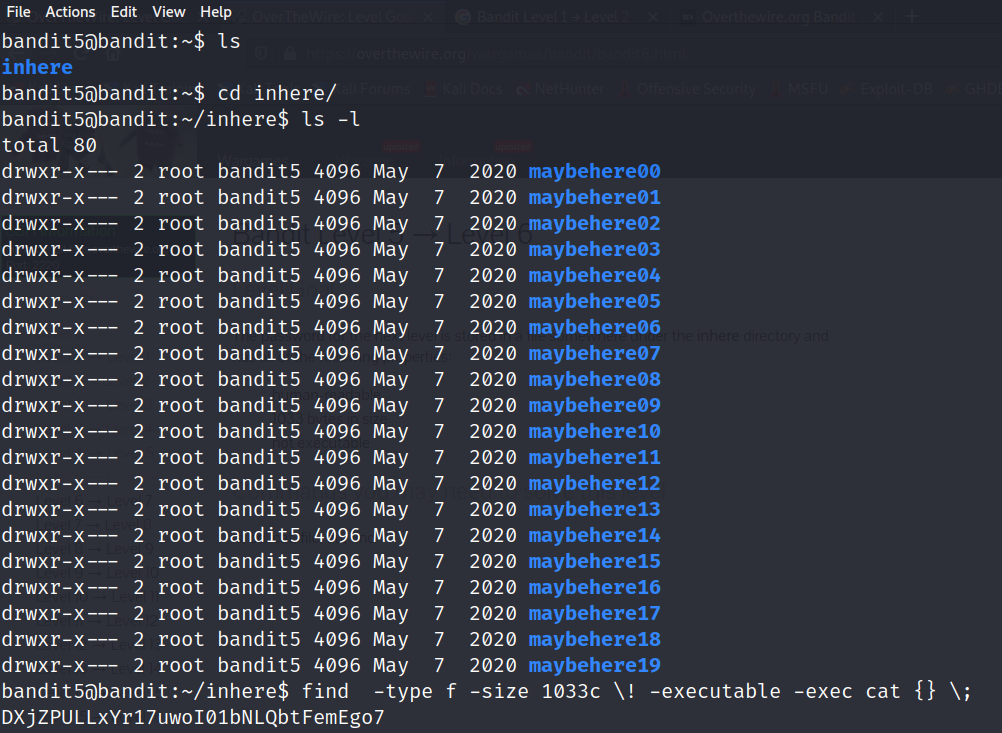 File Actions Edit View Help
bandit5@bandit:~$ ls
inhere
bandit5@bandit:~$ cd inhere/
bandit5@bandit:~/inhere$ ls -l
total 80
drwxr-x--- 2 root bandit5 4096 May  7  2020 maybehere00
drwxr-x--- 2 root bandit5 4096 May  7  2020 maybehere01
drwxr-x--- 2 root bandit5 4096 May  7  2020 maybehere02
drwxr-x--- 2 root bandit5 4096 May  7  2020 maybehere03
drwxr-x--- 2 root bandit5 4096 May  7  2020 maybehere04
drwxr-x--- 2 root bandit5 4096 May  7  2020 maybehere05
drwxr-x--- 2 root bandit5 4096 May  7  2020 maybehere06
drwxr-x--- 2 root bandit5 4096 May  7  2020 maybehere07
drwxr-x--- 2 root bandit5 4096 May  7  2020 maybehere08
drwxr-x--- 2 root bandit5 4096 May  7  2020 maybehere09
drwxr-x--- 2 root bandit5 4096 May  7  2020 maybehere10
drwxr-x--- 2 root bandit5 4096 May  7  2020 maybehere11
drwxr-x--- 2 root bandit5 4096 May  7  2020 maybehere12
drwxr-x--- 2 root bandit5 4096 May  7  2020 maybehere13
drwxr-x--- 2 root bandit5 4096 May  7  2020 maybehere14
drwxr-x--- 2 root bandit5 4096 May  7  2020 maybehere15
drwxr-x--- 2 root bandit5 4096 May  7  2020 maybehere16
drwxr-x--- 2 root bandit5 4096 May  7  2020 maybehere17
drwxr-x--- 2 root bandit5 4096 May  7  2020 maybehere18
drwxr-x--- 2 root bandit5 4096 May  7  2020 maybehere19
bandit5@bandit:~/inhere$ find  -type f -size 1033c \! -executable -exec cat {} \;
DXjZPULLxYr17uwoI01bNLQbtFemEgo7